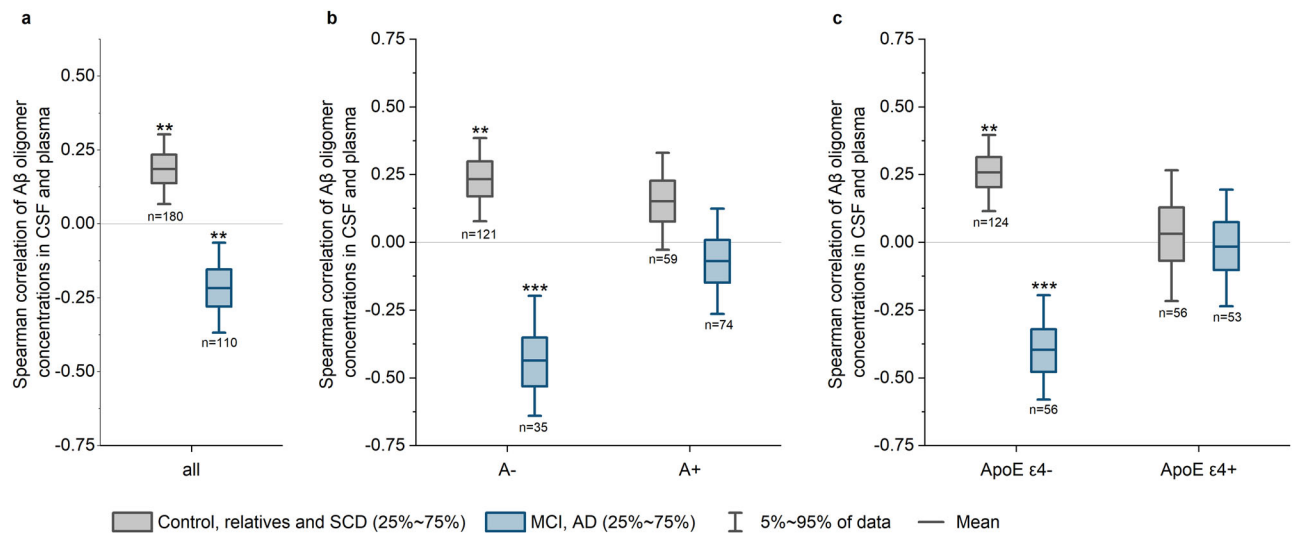 a
Spearman correlation of Aβ oligomer
concentrations in CSF and plasma
0.50
0.25
0.00
-0.25
-0.50
-0.75
**
n=180
**
n=110
all
b
Spearman correlation of Aβ oligomer
concentrations in CSF and plasma
0.75
0.50
0.25
0.00
-0.25
-0.50
-0.75
**
n=121
***
n=35
n=59
n=74
A-
A+
c
Spearman correlation of Aβ oligomer
concentrations in CSF and plasma
0.75
0.50
0.25
0.00
-0.25
-0.50
-0.75
**
n=124
***
n=56
n=56
n=53
ApoE ε4-
ApoE ε4+
Control, relatives and SCD (25%~75%)
MCI, AD (25%~75%)
5%~95% of data
Mean